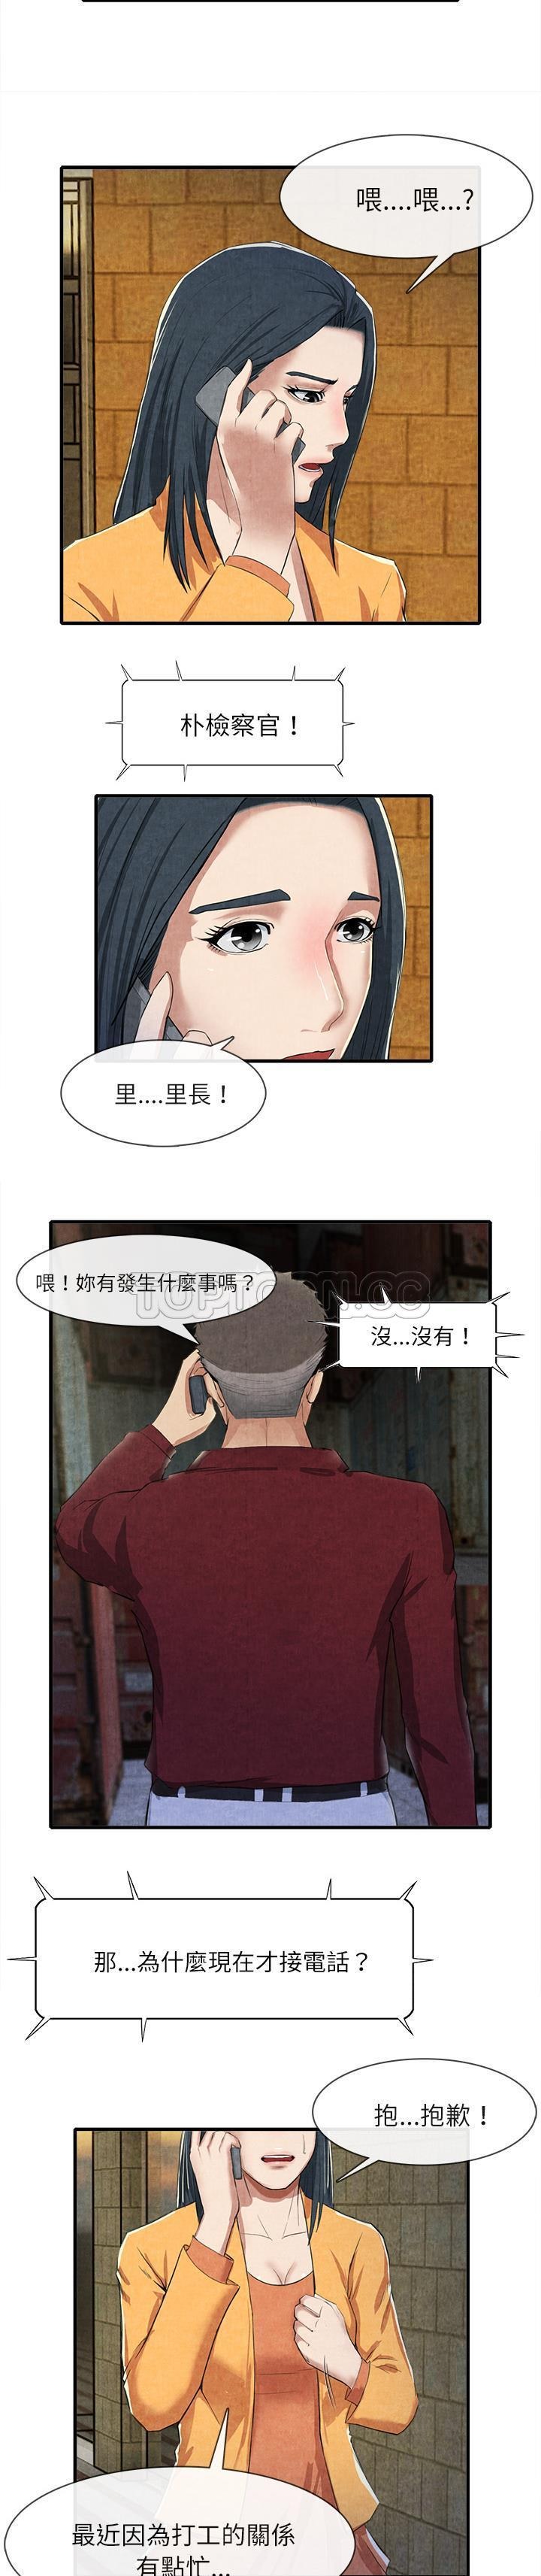 喂....喂...?
朴檢察官！
里....里長！
喂！妳有發生什麼事嗎？
TOPTOON.CC
沒...沒有！
那...為什麼現在才接電話？
抱...抱歉！
最近因為打工的關係
有點忙...